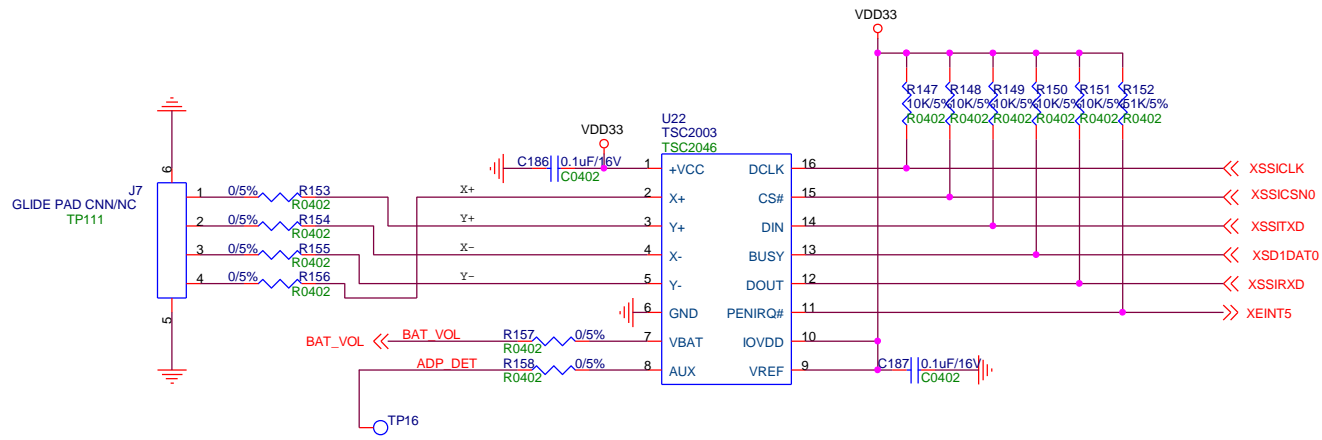 VDD33
R147 R148 R149 R150 R151 R152
10K/5% 10K/5% 10K/5% 10K/5% 10K/5% 51K/5%
R0402 R0402 R0402 R0402 R0402 R0402
U22
TSC2003
TSC2046
VDD33
C186 0.1uF/16V
C0402
1 +VCC DCLK 16 XSSICLK
2 X+ CS# 15 XSSICSN0
3 Y+ DIN 14 XSSITXD
4 X- BUSY 13 XSD1DAT0
5 Y- DOUT 12 XSSIRXD
6 GND PENIRQ# 11 XEINT5
7 VBAT IOVDD 10
8 AUX VREF 9
C187 0.1uF/16V
C0402
J7
GLIDE PAD CNN/NC
TP111
6
1 0/5% R153 X+
R0402
2 0/5% R154 Y+
R0402
3 0/5% R155 X-
R0402
4 0/5% R156 Y-
R0402
5
BAT_VOL BAT_VOL R157 0/5%
R0402
ADP_DET R158 0/5%
R0402
TP16